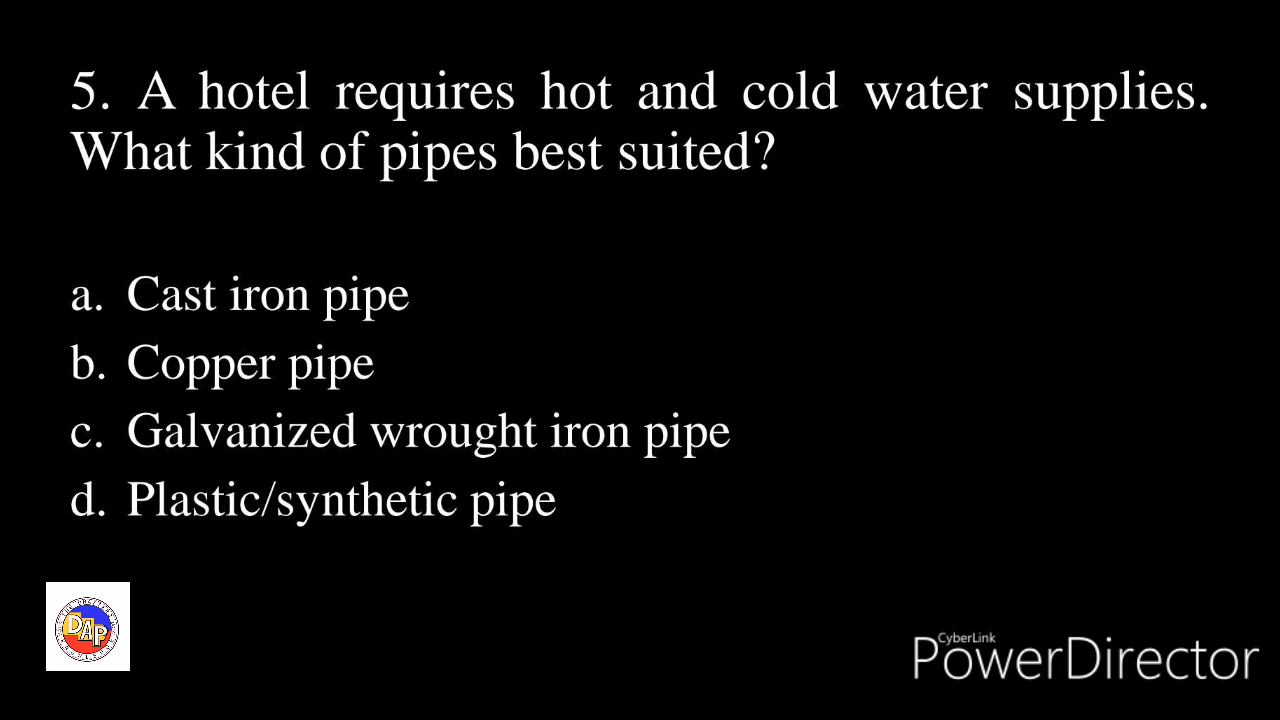 5. A hotel requires hot and cold water supplies.
What kind of pipes best suited?
a. Cast iron pipe
b. Copper pipe
c. Galvanized wrought iron pipe
d. Plastic/synthetic pipe
DAP
CyberLink
PowerDirector